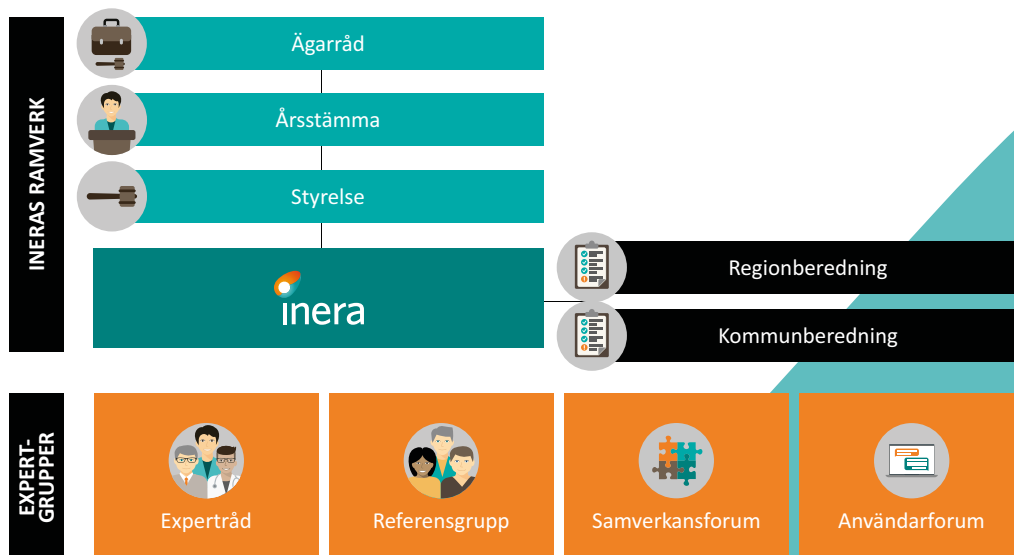 INERAS RAMVERK
Ägarråd
Årsstämma
Styrelse
inera
Regionberedning
Kommunberedning
EXPERT-
GRUPPER
Expertråd
Referensgrupp
Samverkansforum
Användarforum